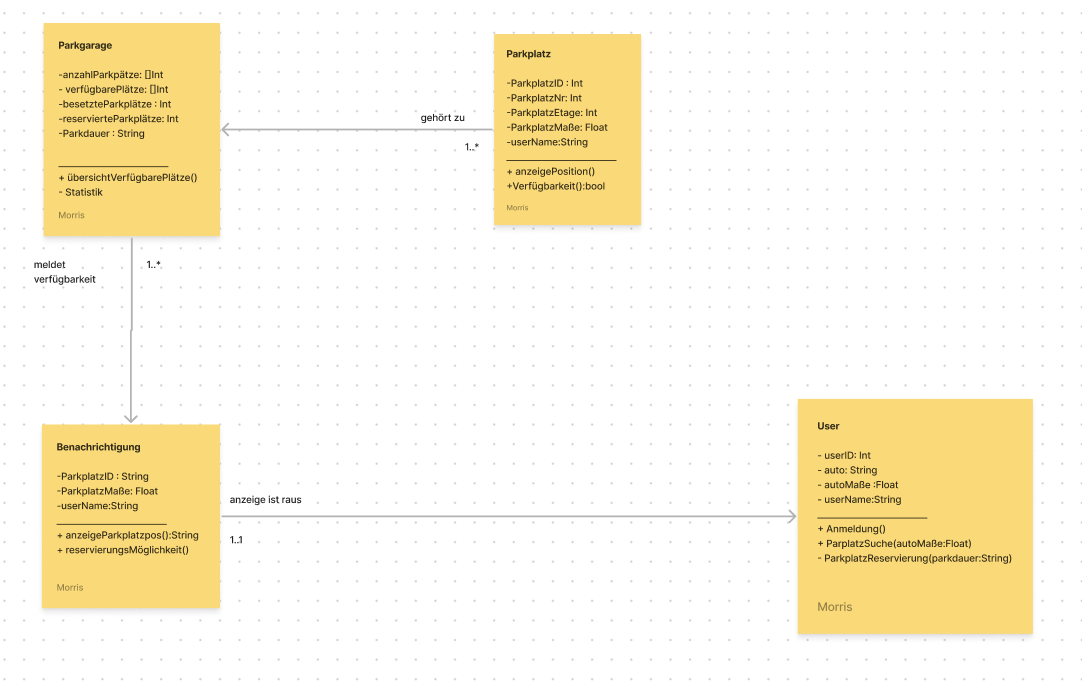 Parkgarage
-anzahlParkpätze: []Int
- verfügbarePlätze: []Int
-besetzteParkplätze : Int
-reservierteParkplätze: Int
-Parkdauer : String
+ übersichtVerfügbarePlätze()
- Statistik
Morris
Parkplatz
-ParkplatzID : Int
-ParkplatzNr: Int
-ParkplatzEtage: Int
-ParkplatzMaße: Float
-userName:String
+ anzeigePosition()
+Verfügbarkeit():bool
Morris
gehört zu
1..*
meldet
verfügbarkeit
1..*
Benachrichtigung
-ParkplatzID : String
-ParkplatzMaße: Float
-userName:String
+ anzeigeParkplatzpos():String
+ reservierungsMöglichkeit()
Morris
anzeige ist raus
1..1
User
- userID: Int
- auto: String
- autoMaße :Float
- userName:String
+ Anmeldung()
+ ParplatzSuche(autoMaße:Float)
- ParkplatzReservierung(parkdauer:String)
Morris